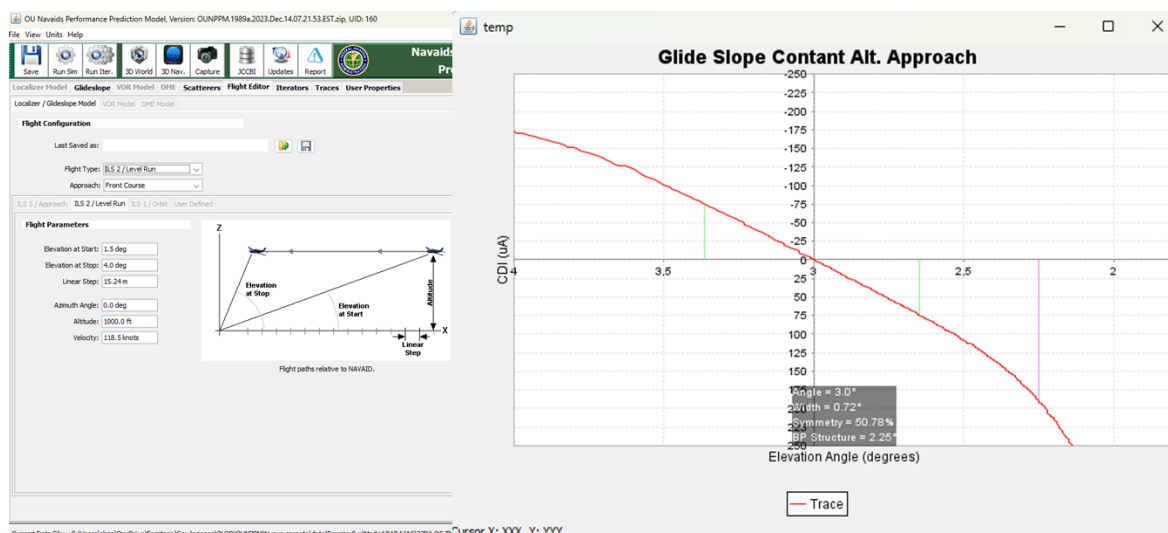 OU Navaids Performance Prediction Model, Version: OUNPPM.1989a.2023.Dec.14.07.21.53.EST.zip, UID: 160
File View Units Help
Save Run Sim Run Iter. 3D World 3D Nav. Capture JCCBI Updates Report
Navaids
Localizer Model Glideslope VOR Model DME Scatterers Flight Editor Iterators Traces User Properties
Localizer / Glideslope Model VOR Model DME Model
Flight Configuration
Last Saved as:
Flight Type: ILS 2 / Level Run
Approach: Front Course
ILS 3 / Approach ILS 2 / Level Run ILS 1 / Orbit User Defined
Flight Parameters
Elevation at Start: 1.5 deg
Elevation at Stop: 4.0 deg
Linear Step: 15.24 m
Azimuth Angle: 0.0 deg
Altitude: 1000.0 ft
Velocity: 118.5 knots
Z
Elevation
at Stop
Elevation
at Start
Altitude
X
Linear
Step
Flight paths relative to NAVAID.
temp
Glide Slope Contant Alt. Approach
-250
-225
-200
-175
-150
-125
-100
-75
-50
-25
0
25
50
75
100
125
150
175
200
225
250
4 3,5 3 2,5 2
CDI (uA)
Angle = 3.0°
Width = 0.72°
Symmetry = 50.78%
BP Structure = 2.25°
Elevation Angle (degrees)
Trace
Cursor X: XXX, Y: YYY